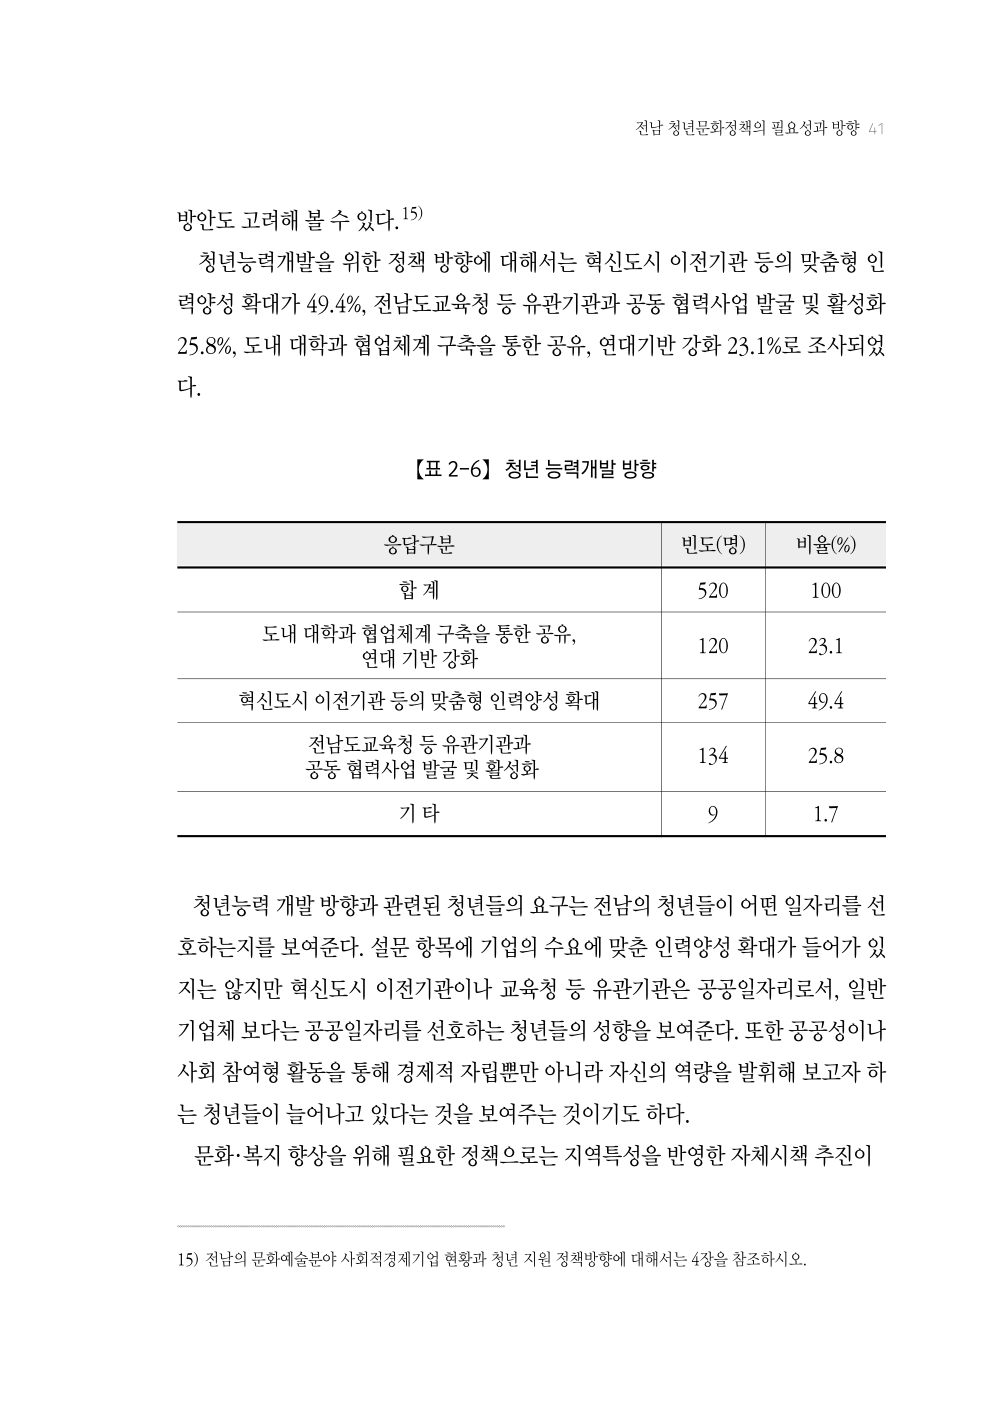 전남 청년문화정책의 필요성과 방향 41
방안도 고려해 볼 수 있다.15)
청년능력개발을 위한 정책 방향에 대해서는 혁신도시 이전기관 등의 맞춤형 인
력양성 확대가 49.4%, 전남도교육청 등 유관기관과 공동 협력사업 발굴 및 활성화
25.8%, 도내 대학과 협업체계 구축을 통한 공유, 연대기반 강화 23.1%로 조사되었
다.
【표 2-6】 청년 능력개발 방향
응답구분 빈도(명) 비율(%)
합 계 520 100
도내 대학과 협업체계 구축을 통한 공유,
연대 기반 강화 120 23.1
혁신도시 이전기관 등의 맞춤형 인력양성 확대 257 49.4
전남도교육청 등 유관기관과
공동 협력사업 발굴 및 활성화 134 25.8
기 타 9 1.7
청년능력 개발 방향과 관련된 청년들의 요구는 전남의 청년들이 어떤 일자리를 선
호하는지를 보여준다. 설문 항목에 기업의 수요에 맞춘 인력양성 확대가 들어가 있
지는 않지만 혁신도시 이전기관이나 교육청 등 유관기관은 공공일자리로서, 일반
기업체 보다는 공공일자리를 선호하는 청년들의 성향을 보여준다. 또한 공공성이나
사회 참여형 활동을 통해 경제적 자립뿐만 아니라 자신의 역량을 발휘해 보고자 하
는 청년들이 늘어나고 있다는 것을 보여주는 것이기도 하다.
문화·복지 향상을 위해 필요한 정책으로는 지역특성을 반영한 자체시책 추진이
15) 전남의 문화예술분야 사회적경제기업 현황과 청년 지원 정책방향에 대해서는 4장을 참조하시오.